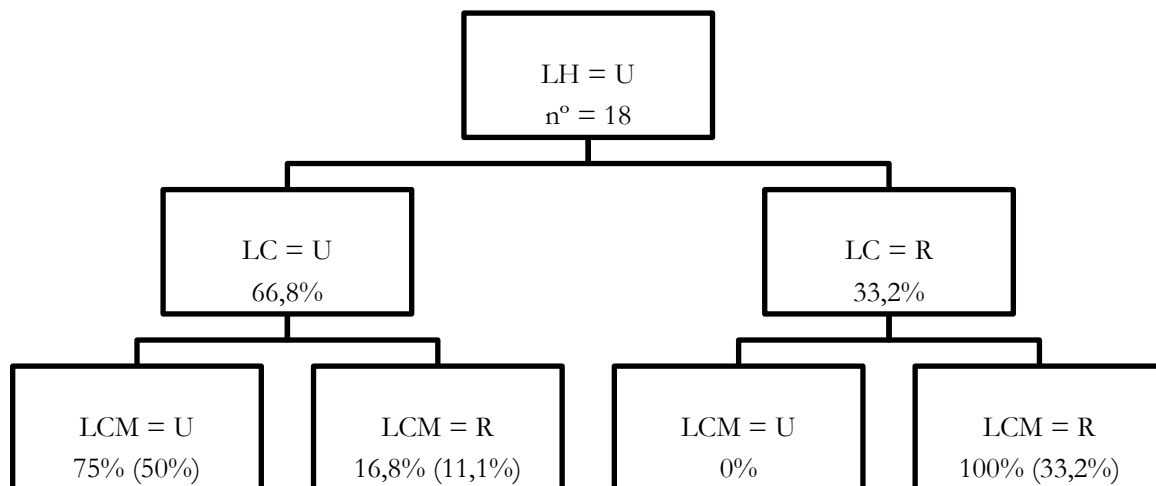 LH = U
nº = 18
LC = U
66,8%
LC = R
33,2%
LCM = U
75% (50%)
LCM = R
16,8% (11,1%)
LCM = U
0%
LCM = R
100% (33,2%)